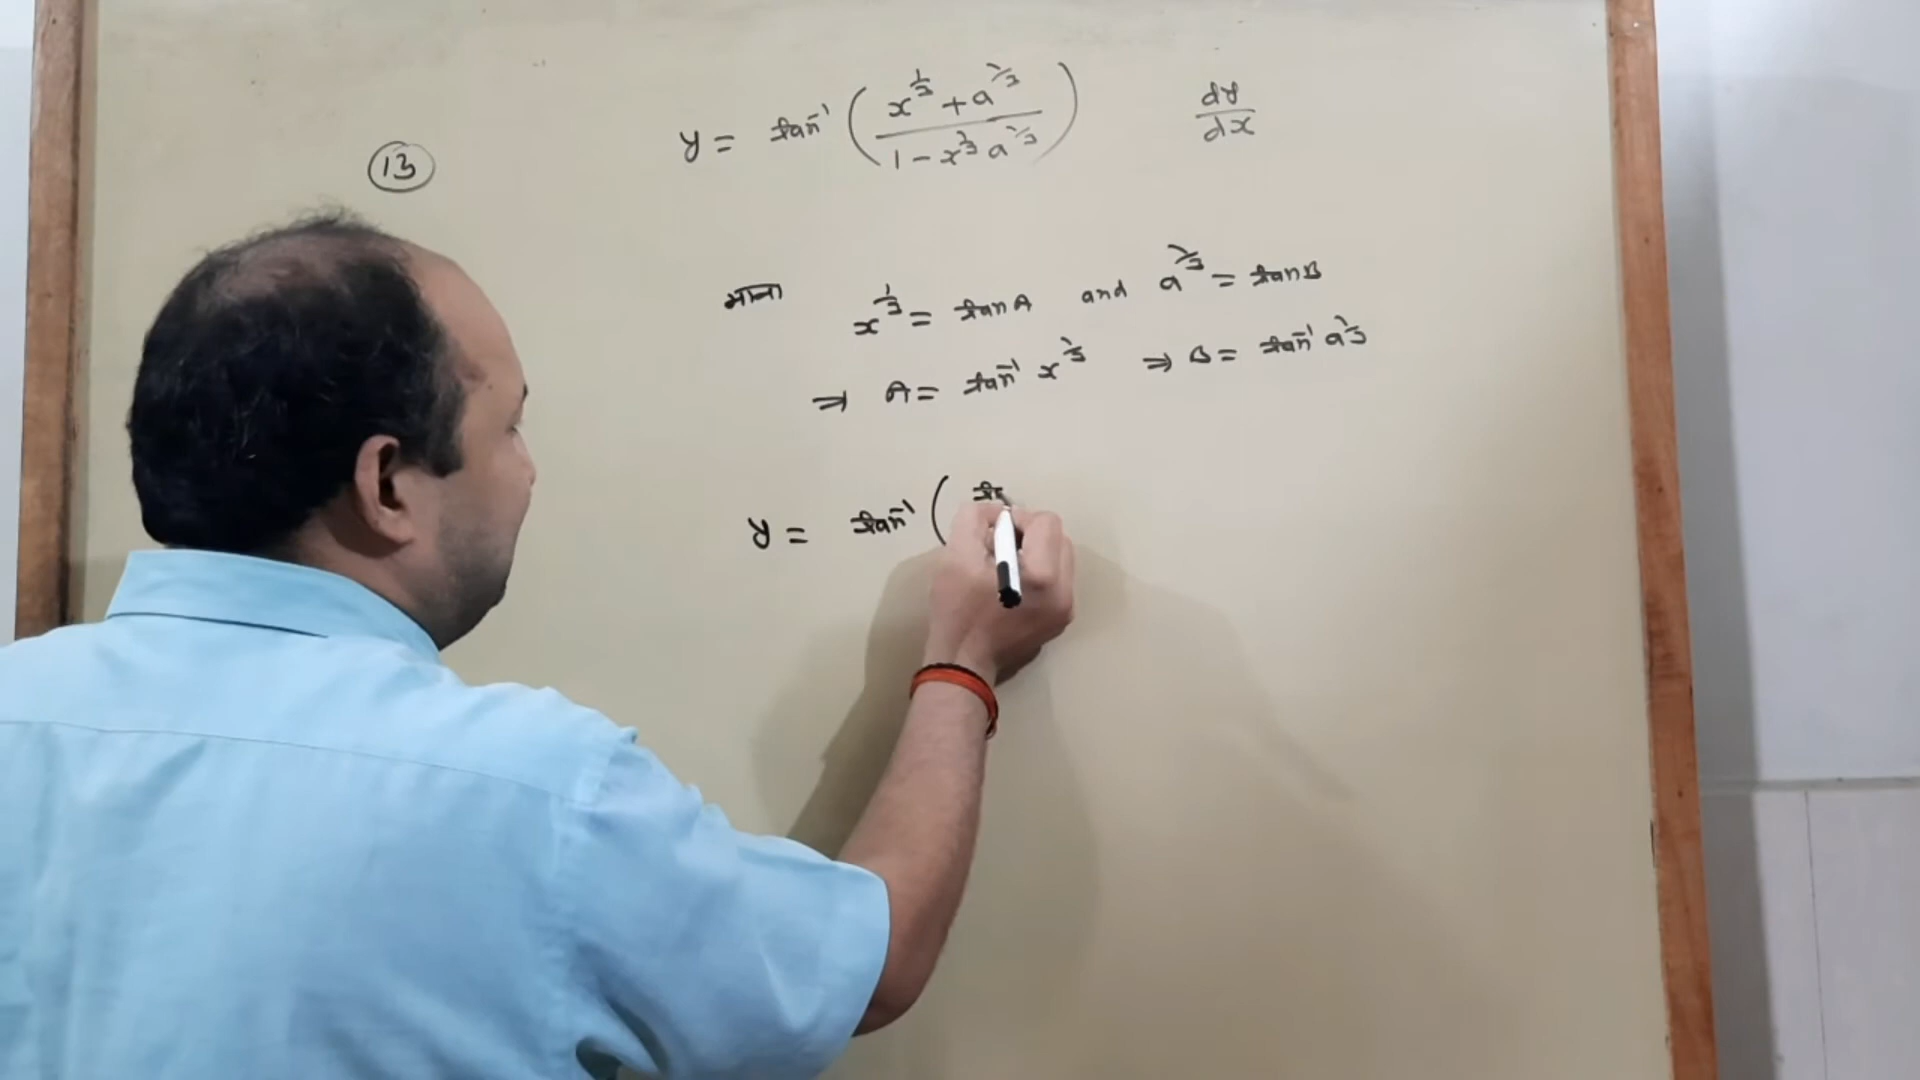 13
y = tan⁻¹ ( (x^1/3 + a^1/3) / (1 - x^1/3 a^1/3) ) dy/dx
माना x^1/3 = tan A and a^1/3 = tan B
⇒ A = tan⁻¹ x^1/3 ⇒ B = tan⁻¹ a^1/3
y = tan⁻¹ (